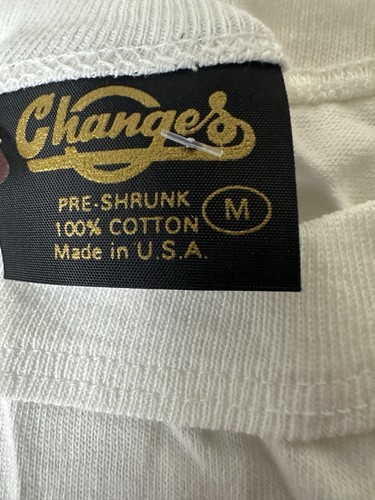 Changes
PRE-SHRUNK
100% COTTON
M
Made in U.S.A.